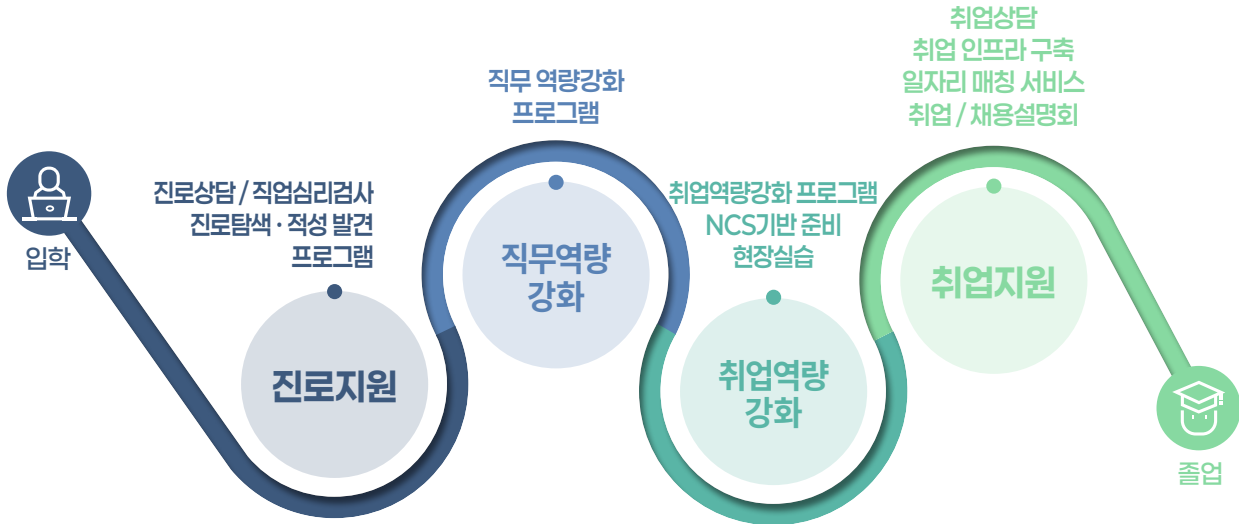 입학
진로상담 / 직업심리검사
진로탐색 · 적성 발견
프로그램
진로지원
직무 역량강화
프로그램
직무역량
강화
취업역량강화 프로그램
NCS기반 준비
현장실습
취업역량
강화
취업상담
취업 인프라 구축
일자리 매칭 서비스
취업 / 채용설명회
취업지원
졸업